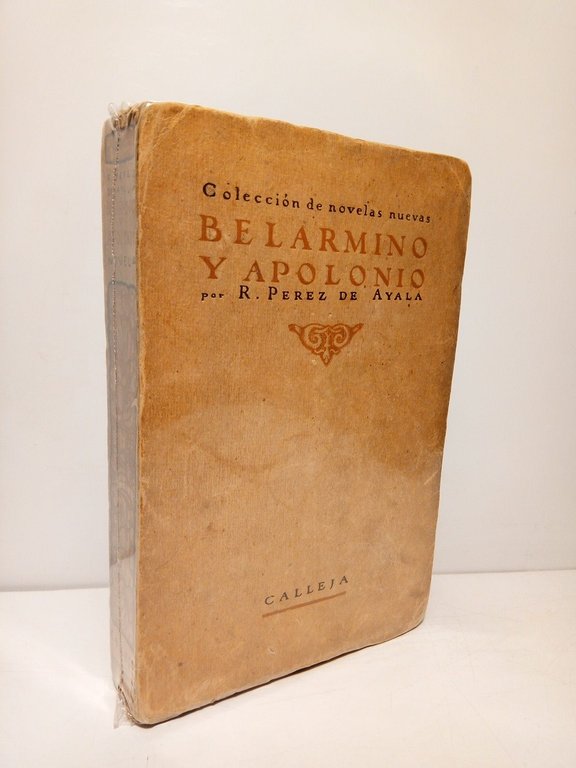 Colección de novelas nuevas
BELARMINO
Y APOLONIO
por R. PEREZ DE AYALA
CALLEJA